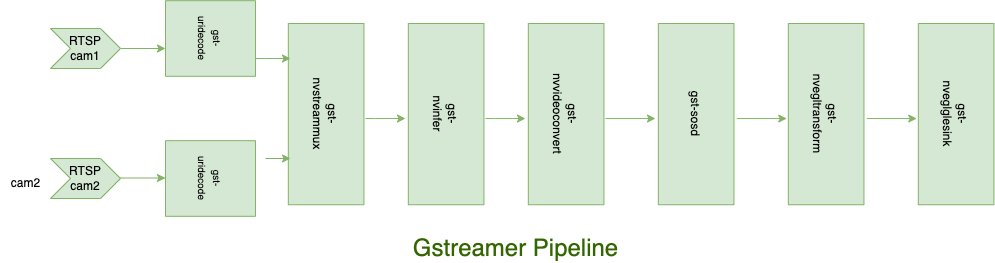 RTSP
cam1
gst-
uridecode
gst-
nvstreammux
gst-
nvinfer
gst-
nvvideoconvert
gst-sosd
gst-
nvegltransform
gst-
nveglglesink
cam2
RTSP
cam2
gst-
uridecode
Gstreamer Pipeline